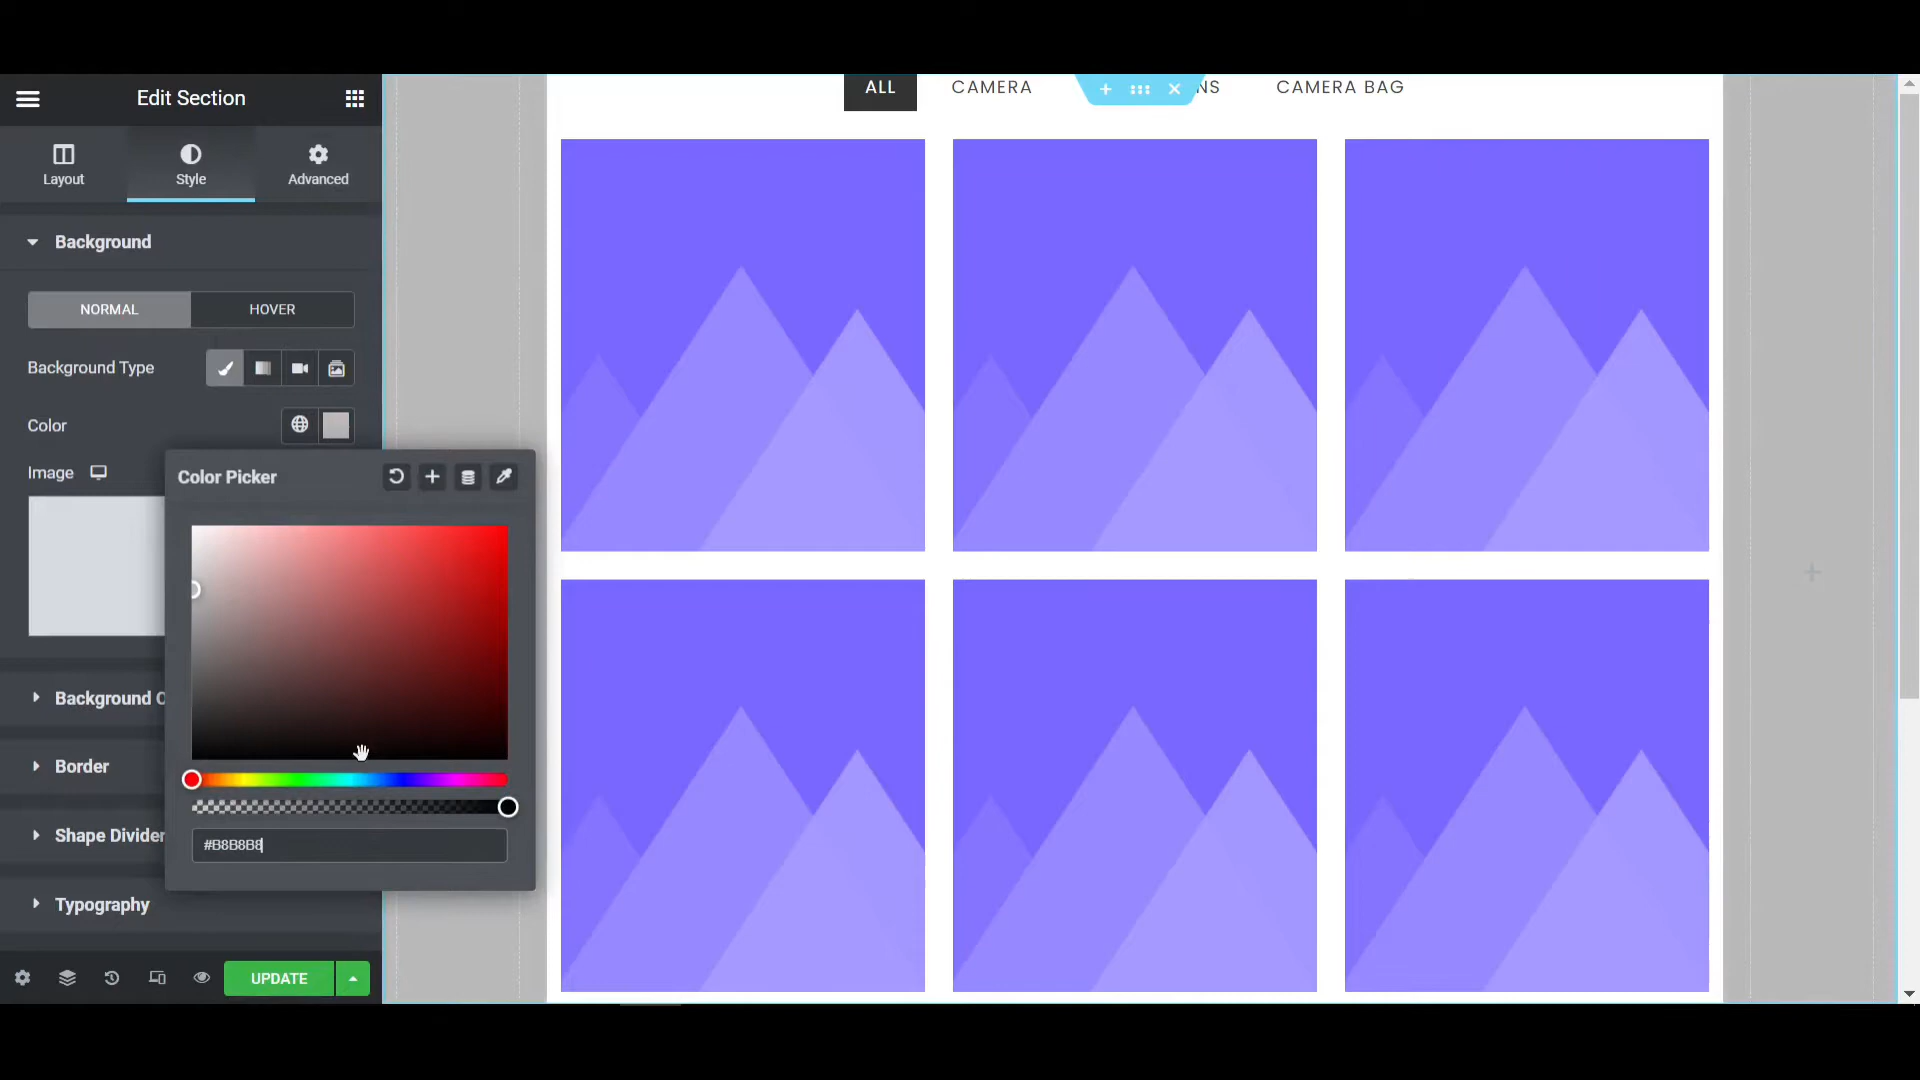 Edit Section
Layout
Style
Advanced
Background
NORMAL
HOVER
Background Type
Color
Image
Color Picker
#B8B8B8
Background O
Border
Shape Divider
Typography
UPDATE
ALL
CAMERA
NS
CAMERA BAG